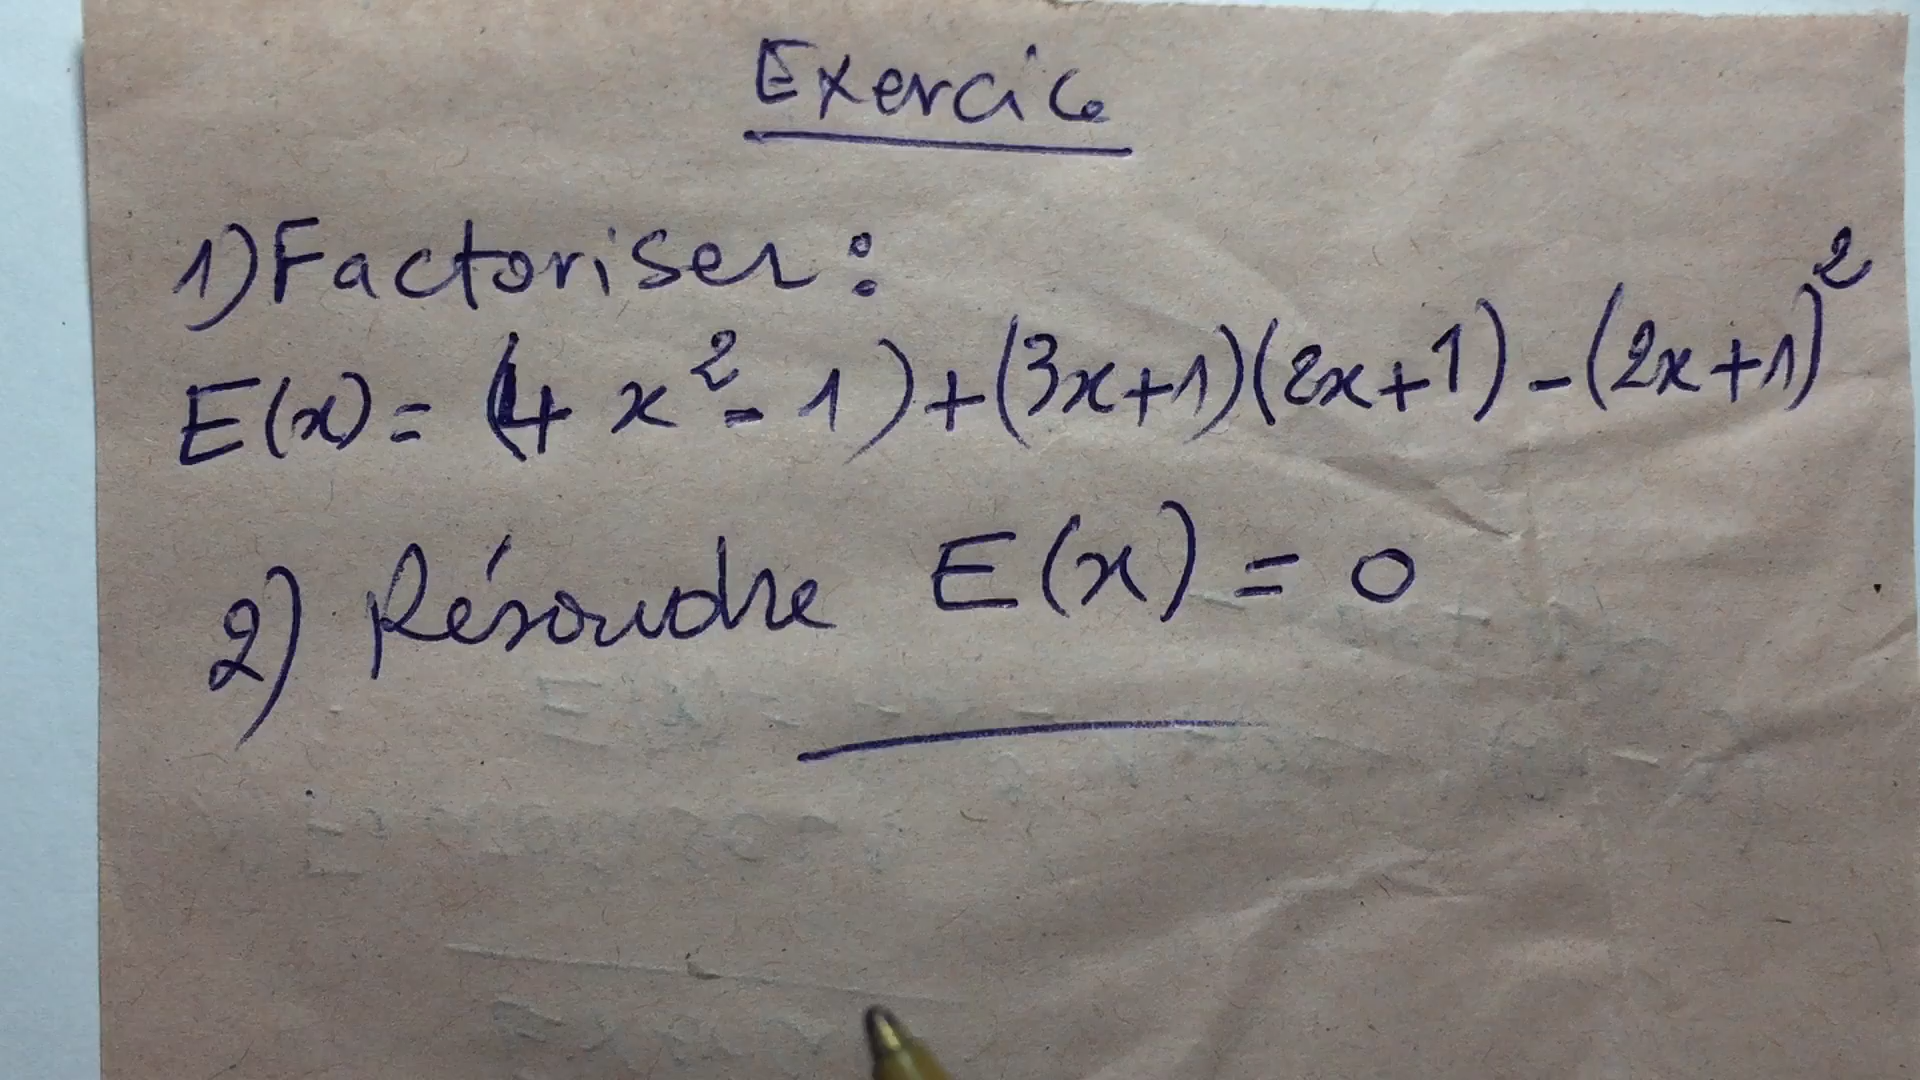 Exercice
1) Factoriser :
E(x) = (4x² - 1) + (3x+1)(2x+1) - (2x+1)²
2) Résoudre E(x) = 0